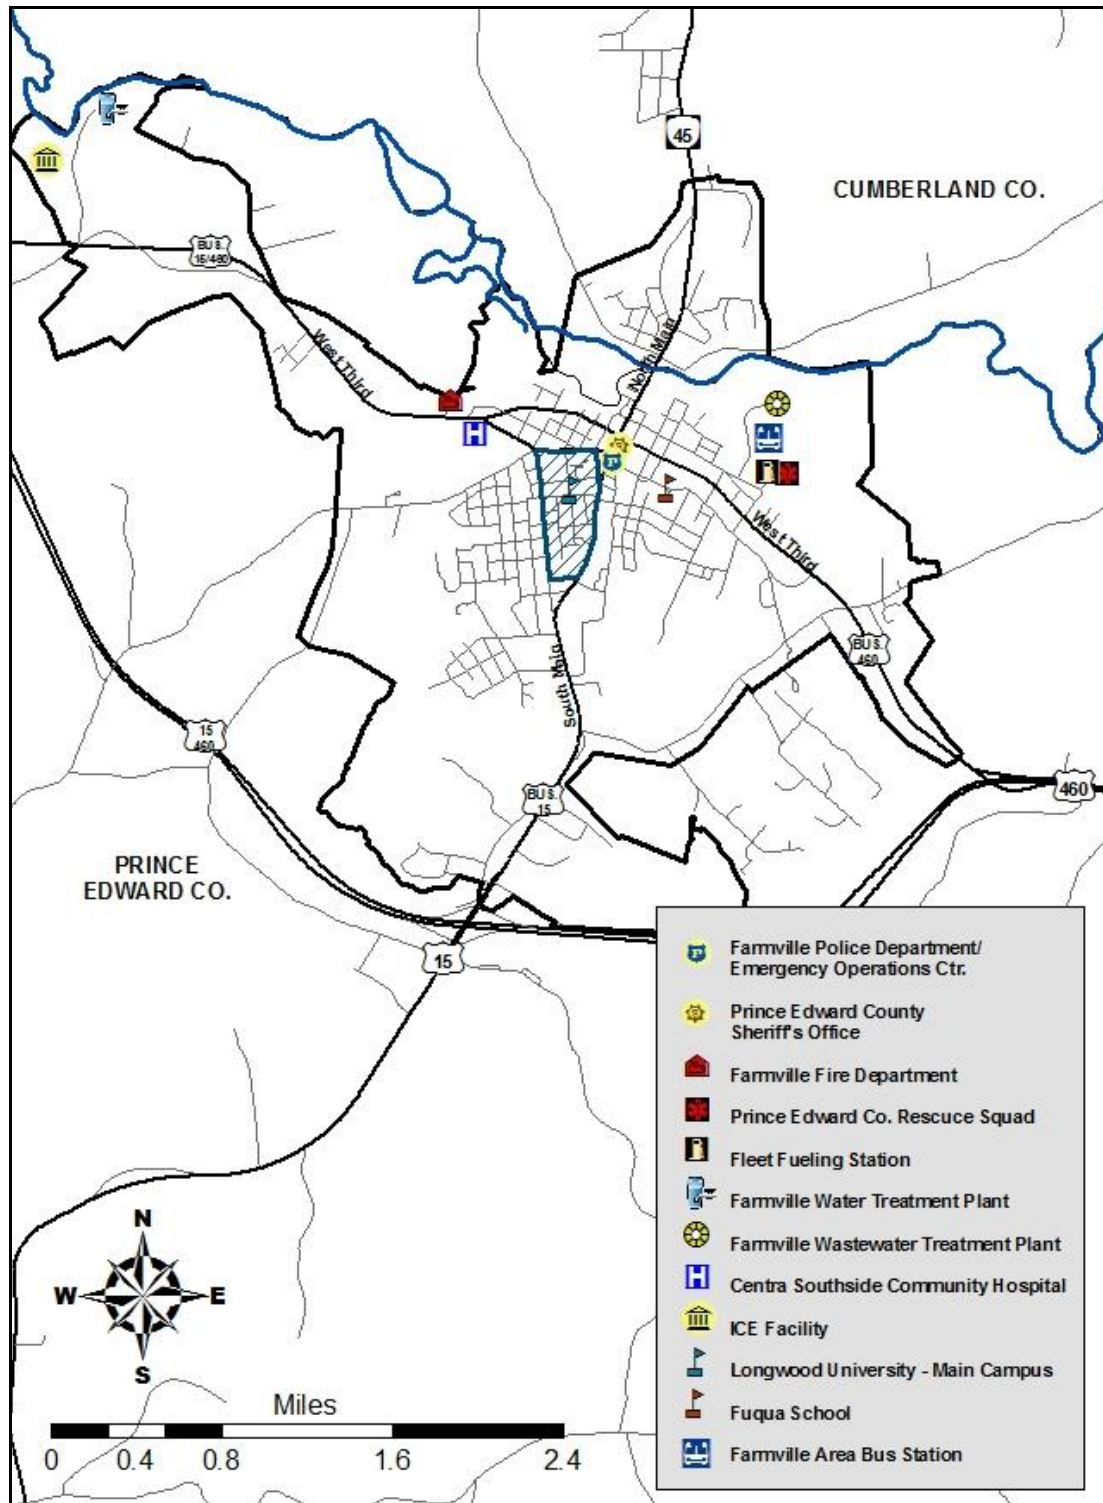 45
CUMBERLAND CO.
BUS.
15/460
West Third
North Main
West Third
BUS.
460
South Main
15
460
BUS.
15
460
PRINCE
EDWARD CO.
15
Farmville Police Department/
Emergency Operations Ctr.
Prince Edward County
Sheriff's Office
Farmville Fire Department
Prince Edward Co. Rescuce Squad
Fleet Fueling Station
Farmville Water Treatment Plant
Farmville Wastewater Treatment Plant
H
Centra Southside Community Hospital
ICE Facility
Longwood University - Main Campus
Fuqua School
Farmville Area Bus Station
N
W E
S
Miles
0 0.4 0.8 1.6 2.4